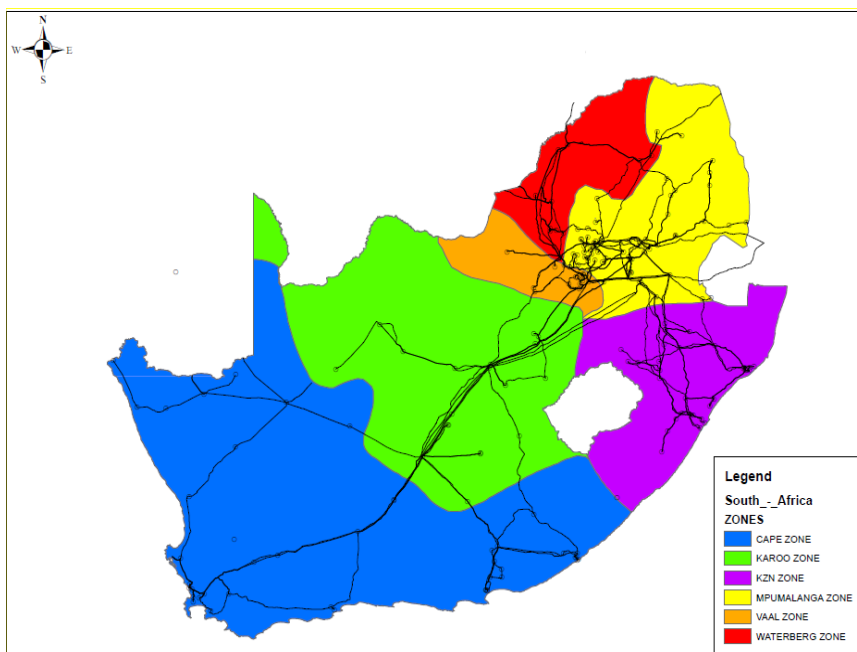 N
W E
S
Legend
South_-_Africa
ZONES
CAPE ZONE
KAROO ZONE
KZN ZONE
MPUMALANGA ZONE
VAAL ZONE
WATERBERG ZONE